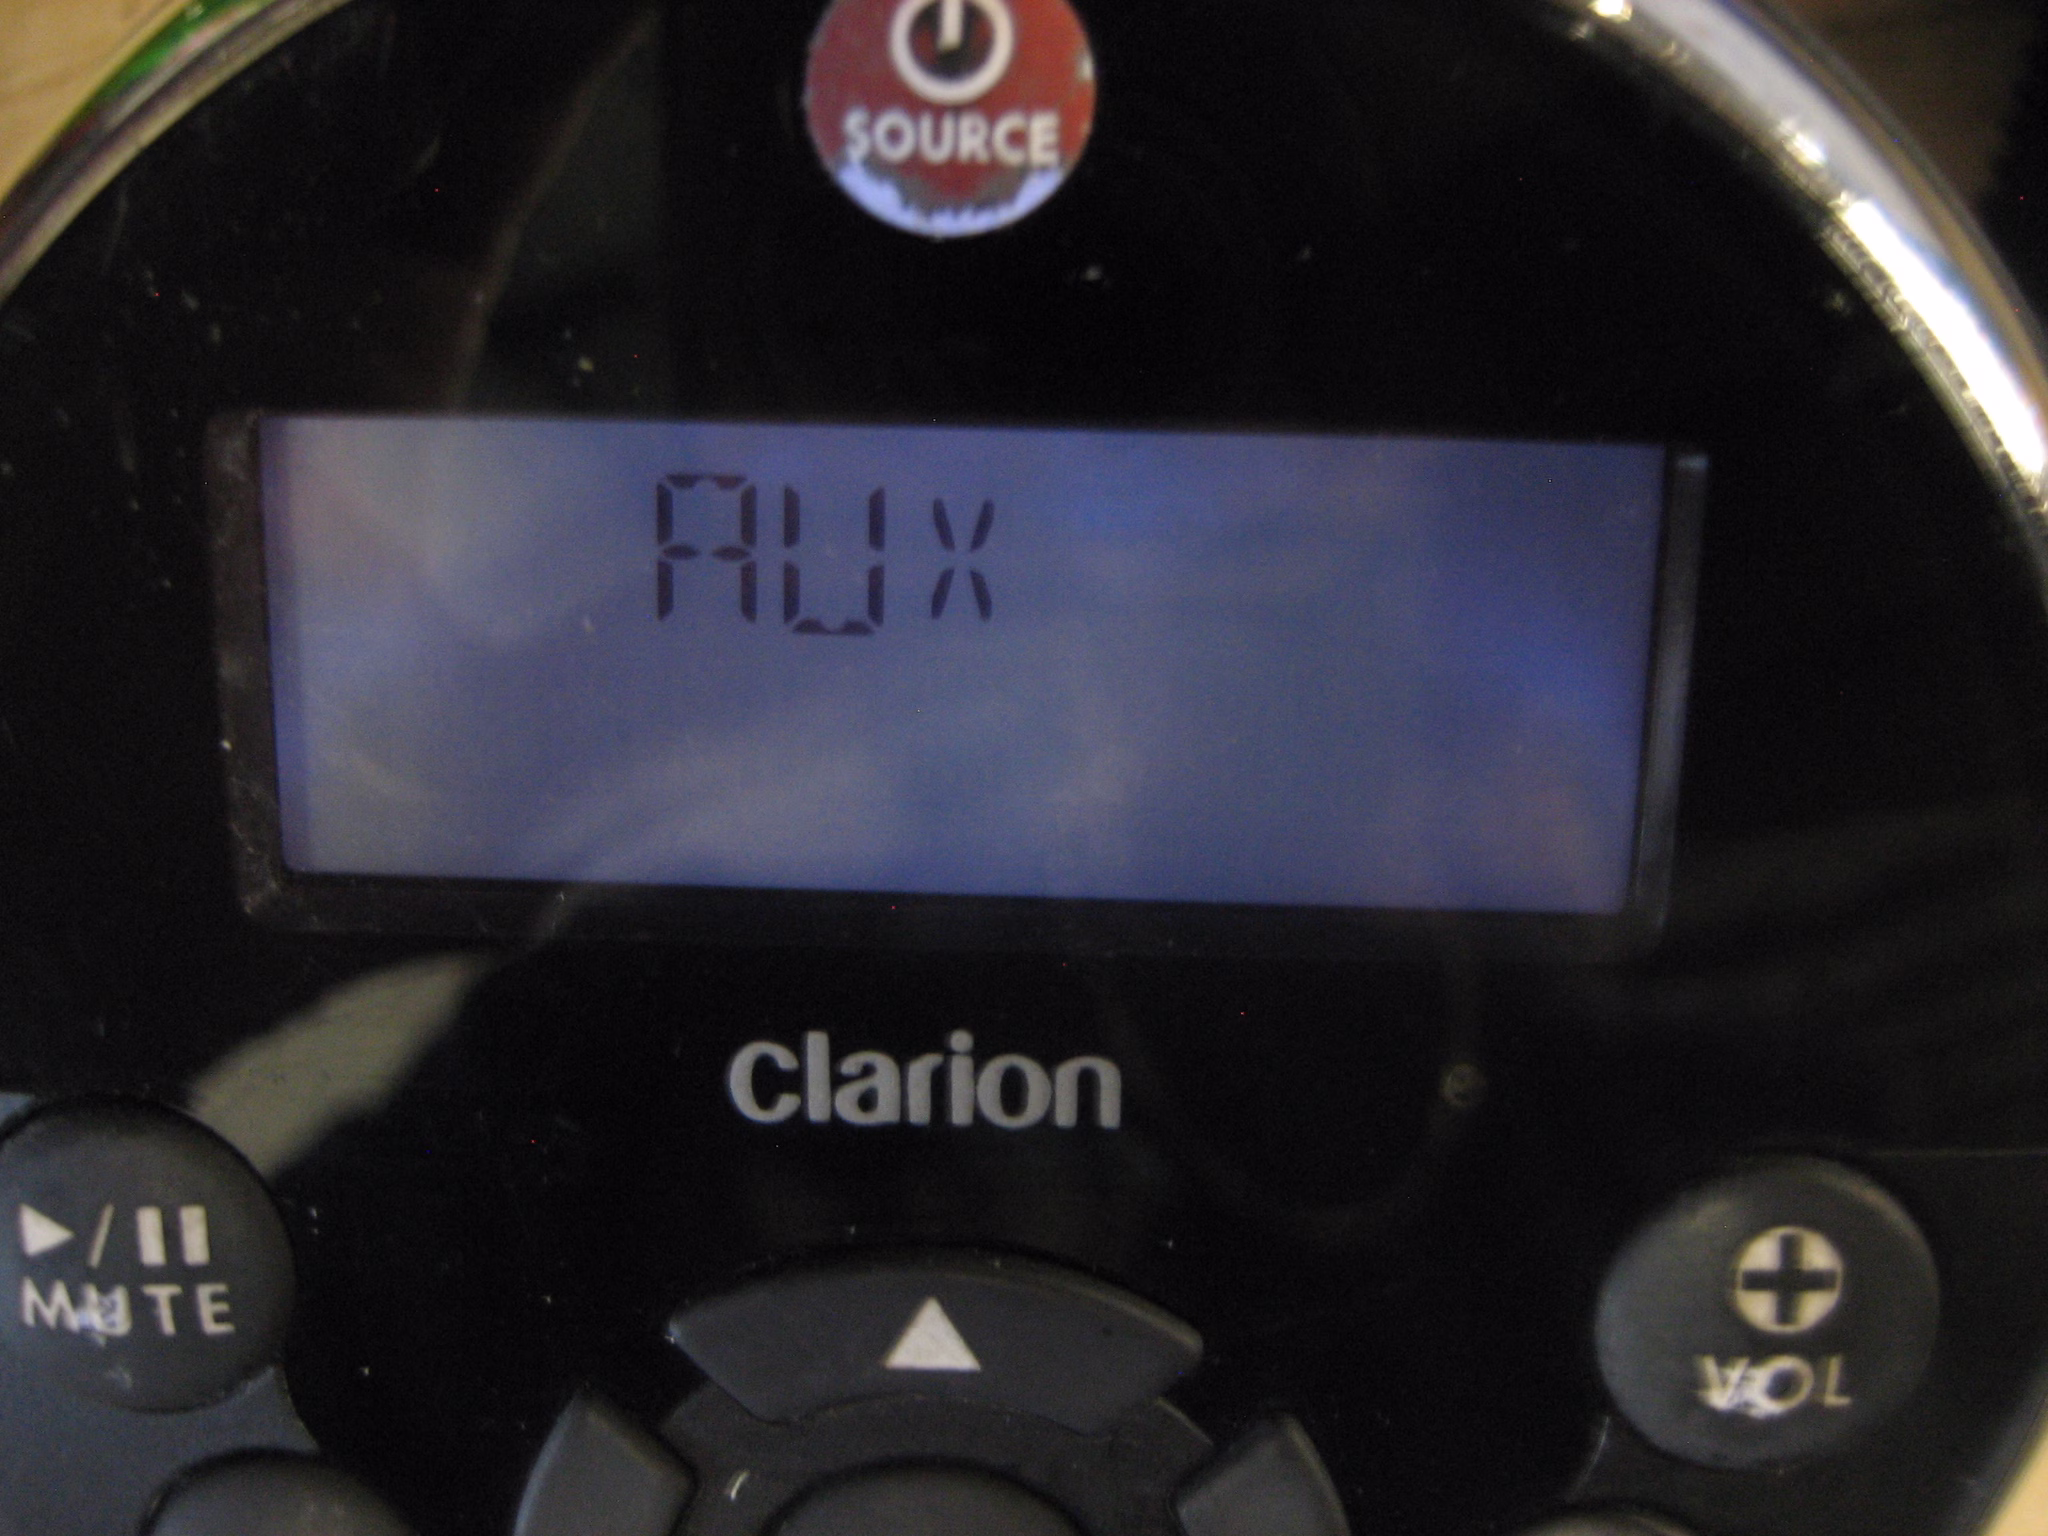 SOURCE
AUX
Clarion
MUTE
VOL